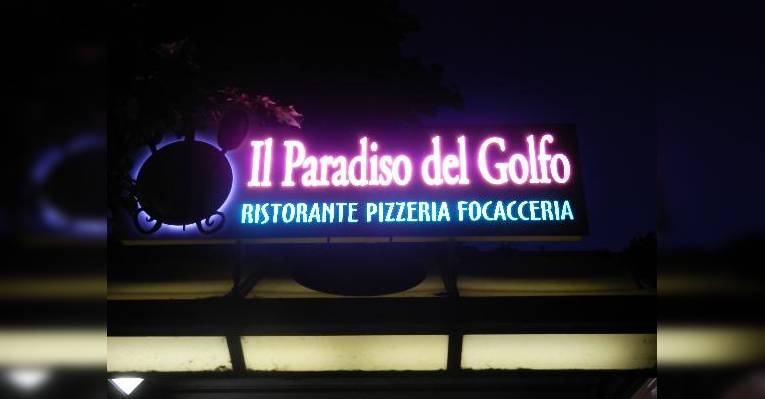 Il Paradiso del Golfo
RISTORANTE PIZZERIA FOCACCERIA